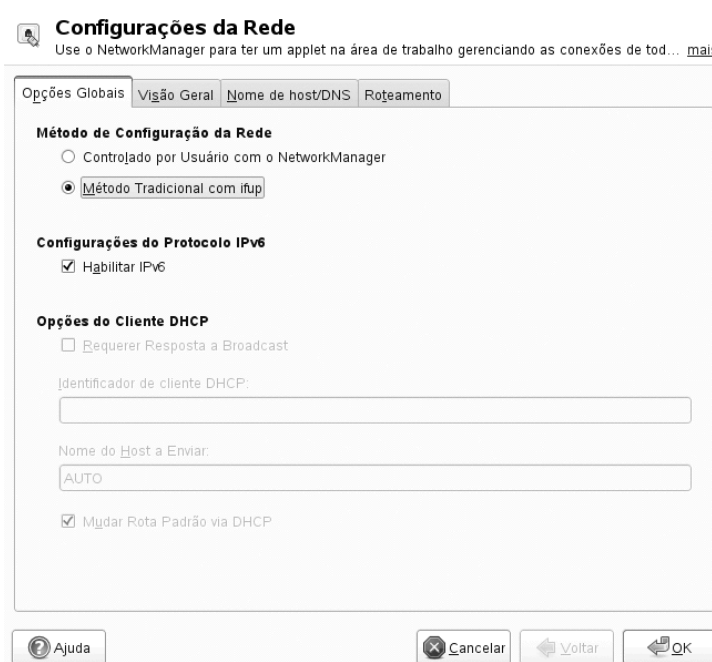 Configurações da Rede
Use o NetworkManager para ter um applet na área de trabalho gerenciando as conexões de tod... mais
Opções Globais Visão Geral Nome de host/DNS Roteamento
Método de Configuração da Rede
Controlado por Usuário com o NetworkManager
Método Tradicional com ifup
Configurações do Protocolo IPv6
Habilitar IPv6
Opções do Cliente DHCP
Requerer Resposta a Broadcast
Identificador de cliente DHCP:
Nome do Host a Enviar:
AUTO
Mudar Rota Padrão via DHCP
Ajuda Cancelar Voltar OK